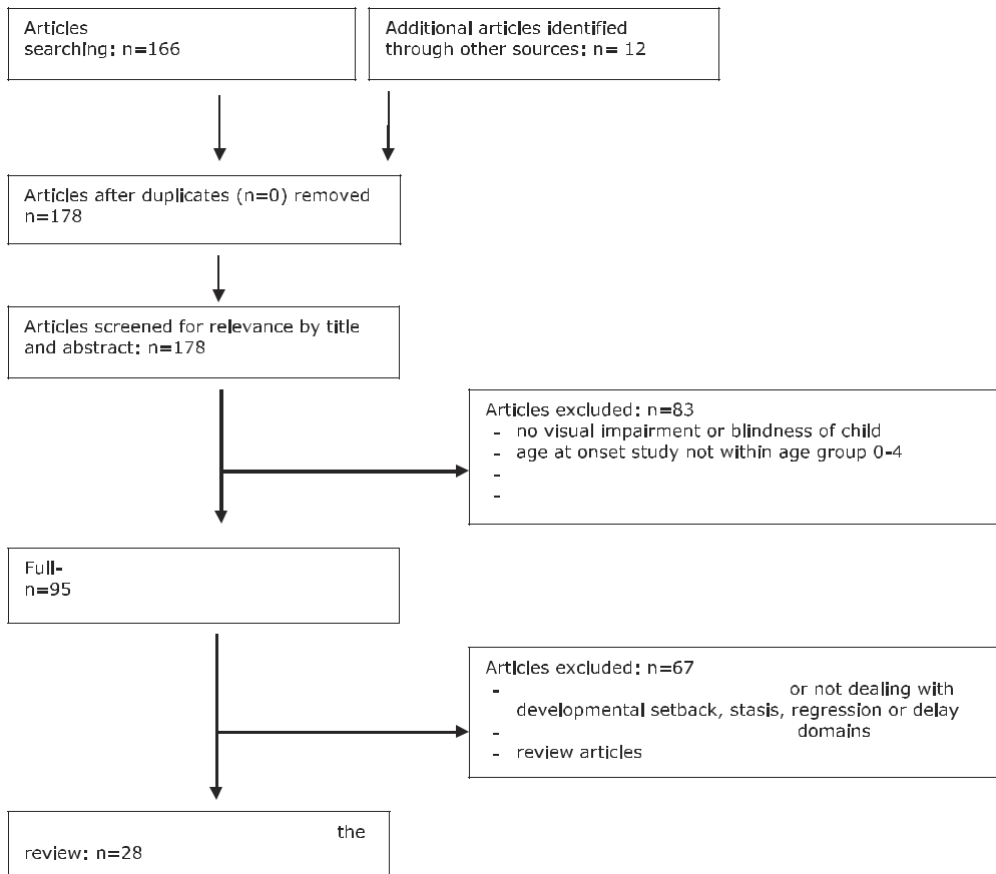 Articles
searching: n=166
Additional articles identified
through other sources: n= 12
Articles after duplicates (n=0) removed
n=178
Articles screened for relevance by title
and abstract: n=178
Articles excluded: n=83
- no visual impairment or blindness of child
- age at onset study not within age group 0-4
-
-
Full-
n=95
Articles excluded: n=67
- or not dealing with
developmental setback, stasis, regression or delay
- domains
- review articles
the
review: n=28